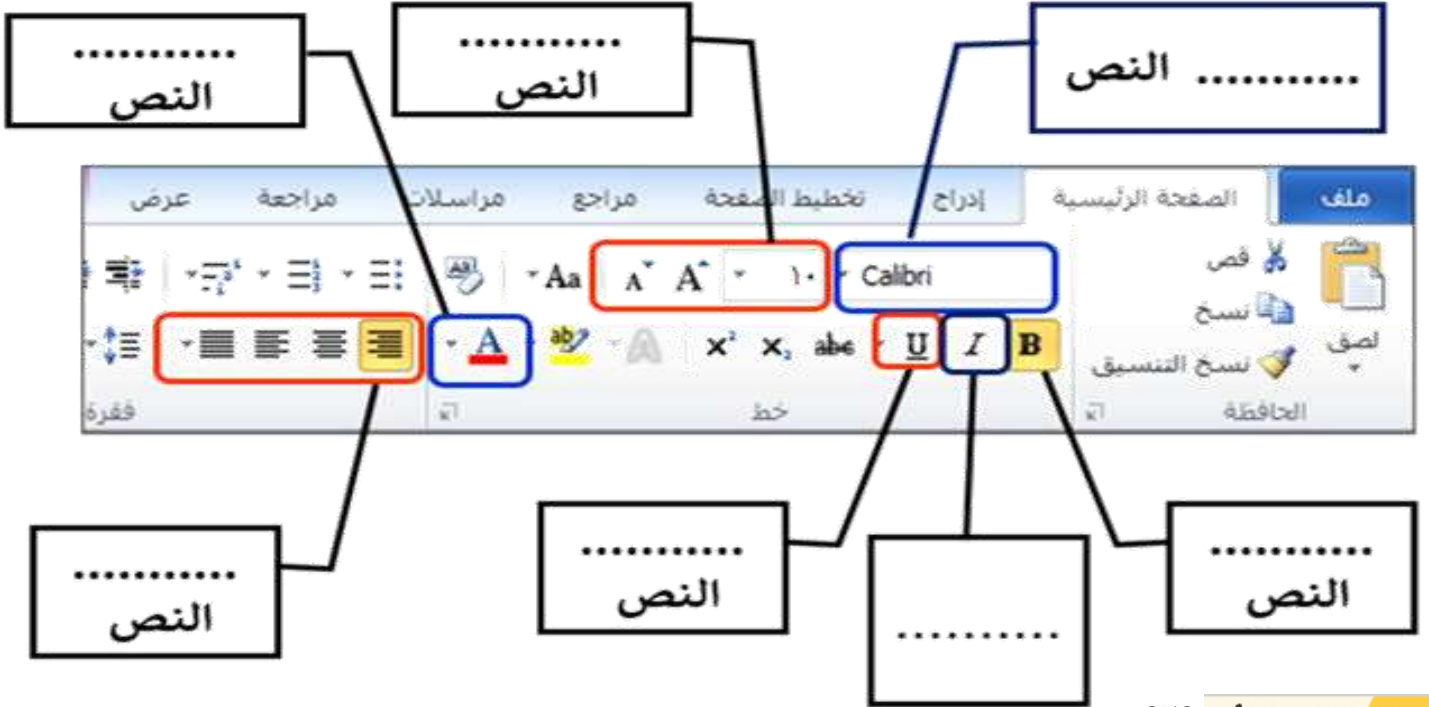 ........... النص
...........
النص
...........
النص
ملف
الصفحة الرئيسية
إدراج
تخطيط الصفحة
مراجع
مراسلات
مراجعة
عرض
قص
نسخ
نسخ التنسيق
لصق
الحافظة
Calibri
١٠
A A Aa
B I U abc x₂ x² A ab A
خط
فقرة
...........
النص
..........
...........
النص
...........
النص